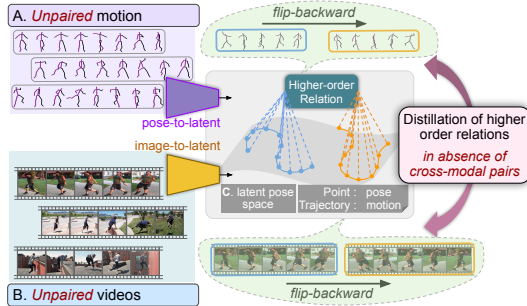 A. Unpaired motion
flip-backward
Higher-order
Relation
pose-to-latent
image-to-latent
Distillation of higher
order relations
in absence of
cross-modal pairs
C. latent pose
space
Point : pose
Trajectory : motion
B. Unpaired videos
flip-backward